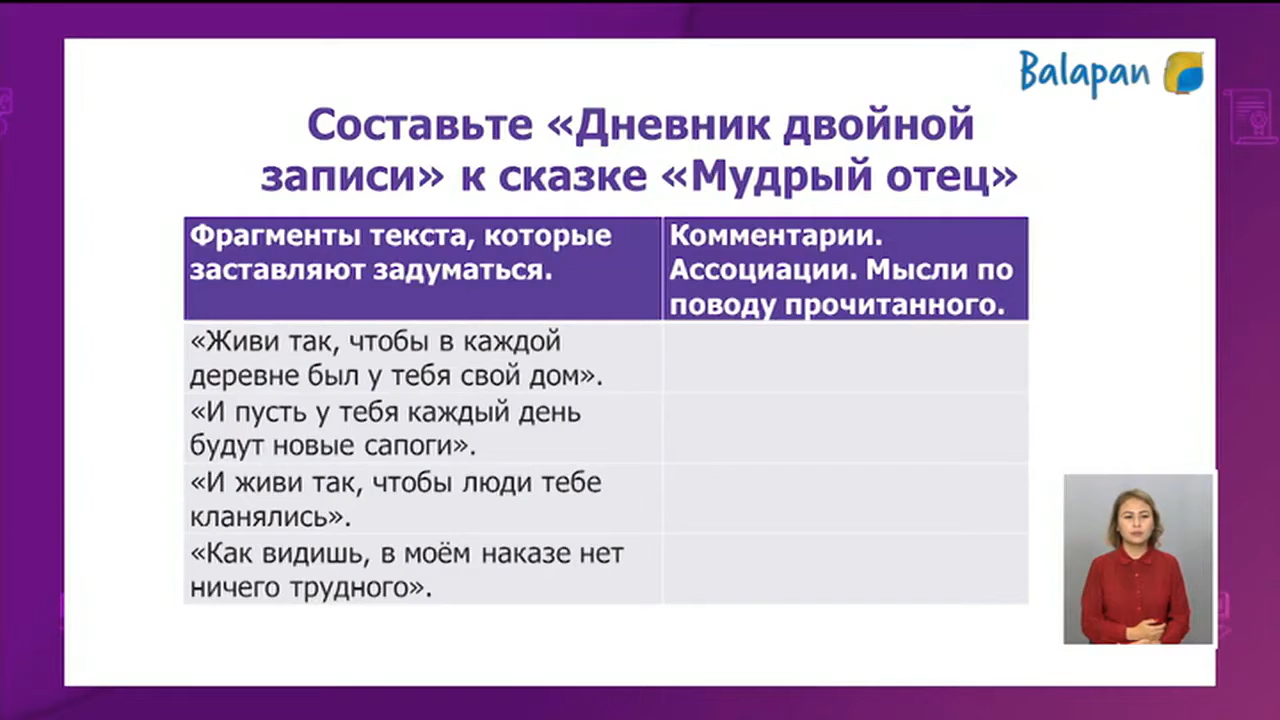 Balapan
Составьте «Дневник двойной
записи» к сказке «Мудрый отец»
Фрагменты текста, которые
заставляют задуматься.
Комментарии.
Ассоциации. Мысли по
поводу прочитанного.
«Живи так, чтобы в каждой
деревне был у тебя свой дом».
«И пусть у тебя каждый день
будут новые сапоги».
«И живи так, чтобы люди тебе
кланялись».
«Как видишь, в моём наказе нет
ничего трудного».